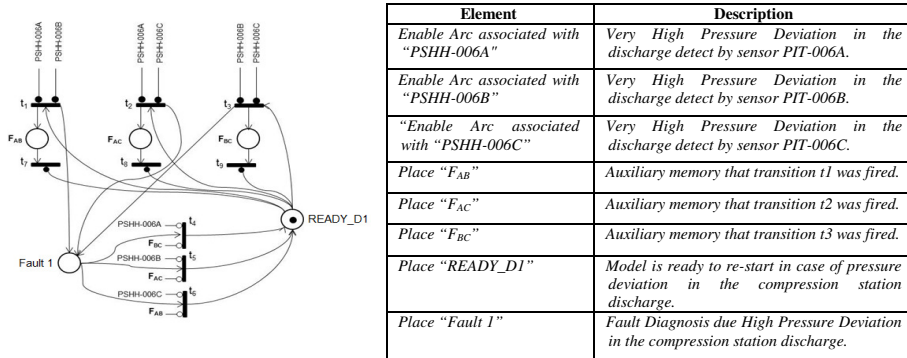 PSHH-006A
PSHH-006B
PSHH-006A
PSHH-006C
PSHH-006B
PSHH-006C
t1
t2
t3
FAB
FAC
FBC
t7
t8
t9
READY_D1
PSHH-006A
t4
FBC
Fault 1
PSHH-006B
t5
FAC
PSHH-006C
t6
FAB
Element Description
Enable Arc associated with “PSHH-006A"
Very High Pressure Deviation in the discharge detect by sensor PIT-006A.
Enable Arc associated with “PSHH-006B”
Very High Pressure Deviation in the discharge detect by sensor PIT-006B.
“Enable Arc associated with “PSHH-006C”
Very High Pressure Deviation in the discharge detect by sensor PIT-006C.
Place “FAB”
Auxiliary memory that transition t1 was fired.
Place “FAC”
Auxiliary memory that transition t2 was fired.
Place “FBC”
Auxiliary memory that transition t3 was fired.
Place “READY_D1”
Model is ready to re-start in case of pressure deviation in the compression station discharge.
Place “Fault 1”
Fault Diagnosis due High Pressure Deviation in the compression station discharge.